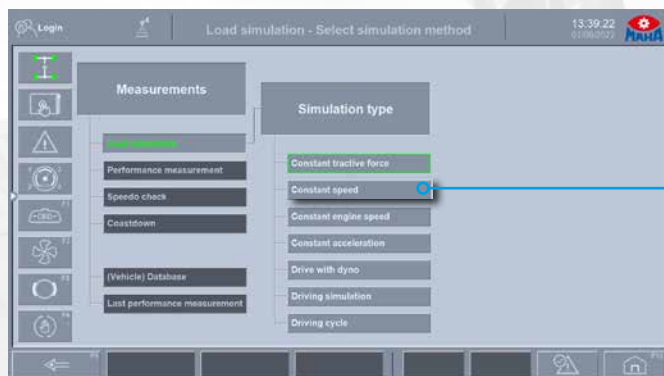 Login
Load simulation - Select simulation method
13:39:22
MAHA
Measurements
Simulation type
Load simulation
Constant tractive force
Performance measurement
Constant speed
Speedo check
Constant engine speed
Coastdown
Constant acceleration
Drive with dyno
(Vehicle) Database
Driving simulation
Last performance measurement
Driving cycle